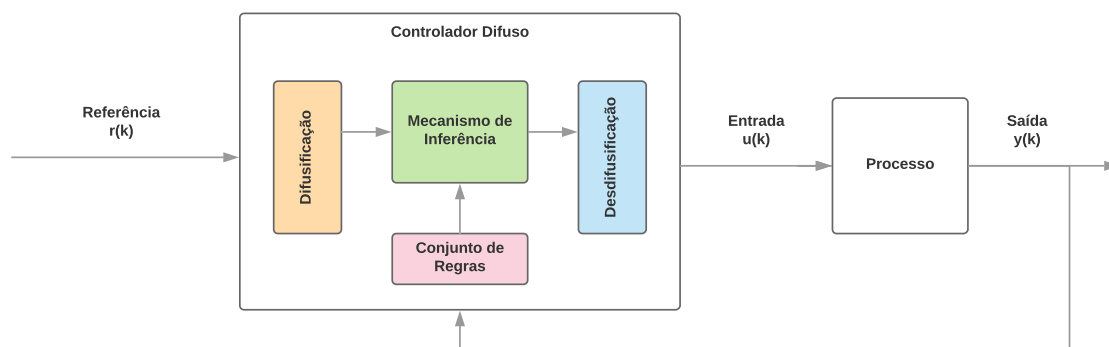 Controlador Difuso
Referência
r(k)
Difusificação
Mecanismo de
Inferência
Desdifusificação
Conjunto de
Regras
Entrada
u(k)
Processo
Saída
y(k)